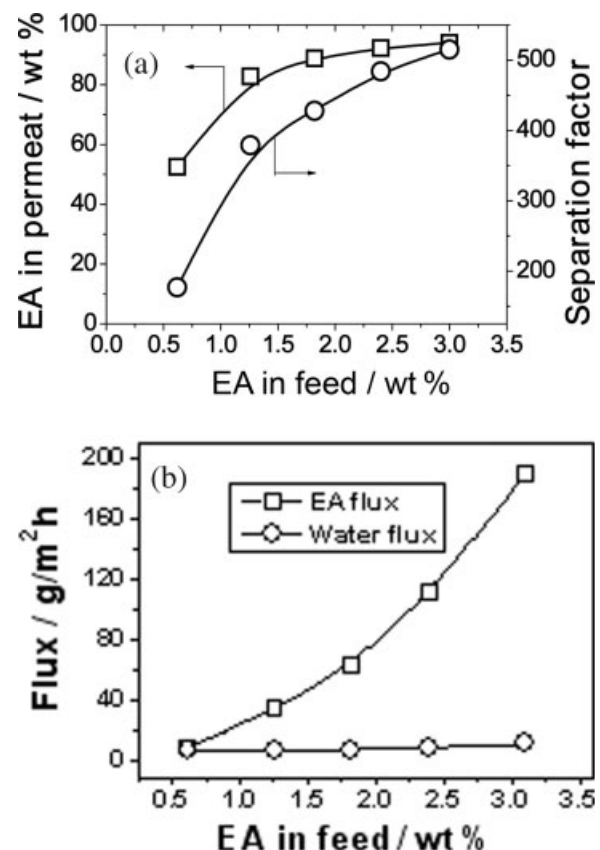 (a)
EA in permeat / wt %
100
80
60
40
20
0
0.0 0.5 1.0 1.5 2.0 2.5 3.0 3.5
EA in feed / wt %
500
400
300
200
Separation factor
(b)
EA flux
Water flux
Flux / g/m²h
200
160
120
80
40
0
0.5 1.0 1.5 2.0 2.5 3.0 3.5
EA in feed / wt %